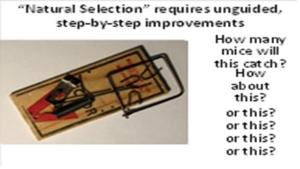 “Natural Selection” requires unguided,
step-by-step improvements
How many
mice will
this catch?
How
about
this?
or this?
or this?
or this?
or this?